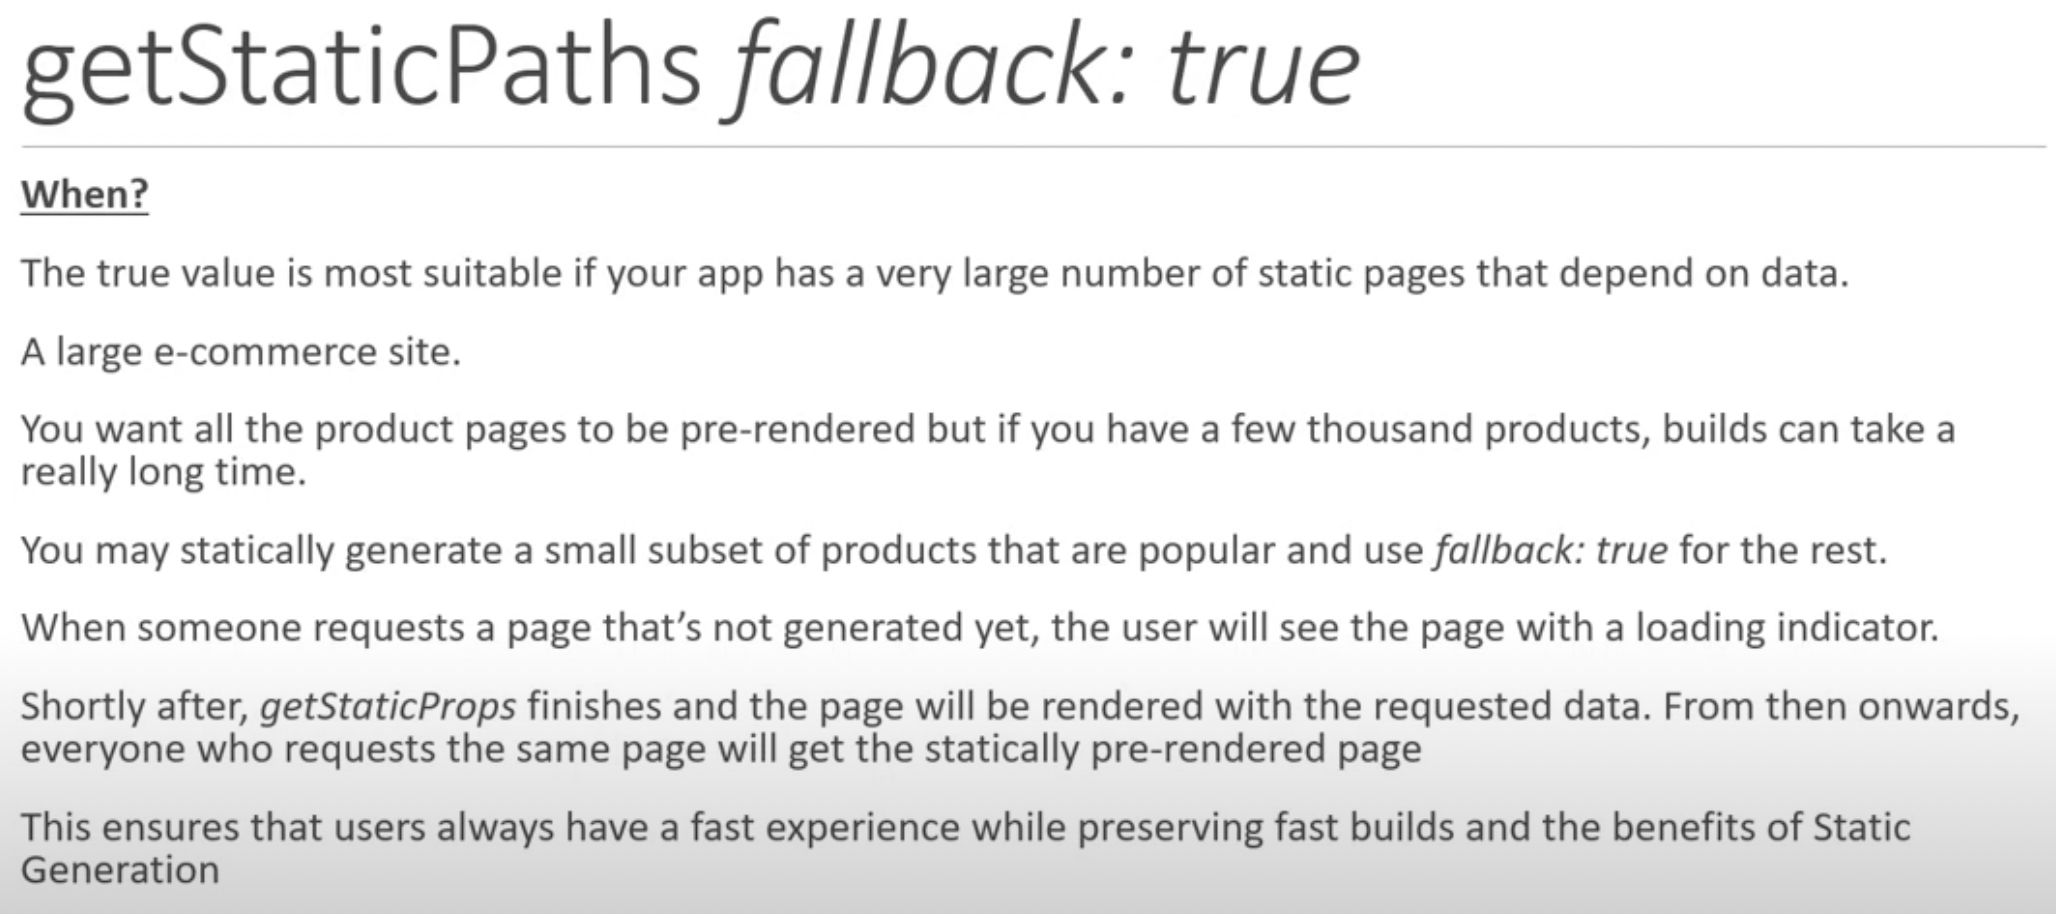 getStaticPaths fallback: true
When?
The true value is most suitable if your app has a very large number of static pages that depend on data.
A large e-commerce site.
You want all the product pages to be pre-rendered but if you have a few thousand products, builds can take a
really long time.
You may statically generate a small subset of products that are popular and use fallback: true for the rest.
When someone requests a page that’s not generated yet, the user will see the page with a loading indicator.
Shortly after, getStaticProps finishes and the page will be rendered with the requested data. From then onwards,
everyone who requests the same page will get the statically pre-rendered page
This ensures that users always have a fast experience while preserving fast builds and the benefits of Static
Generation